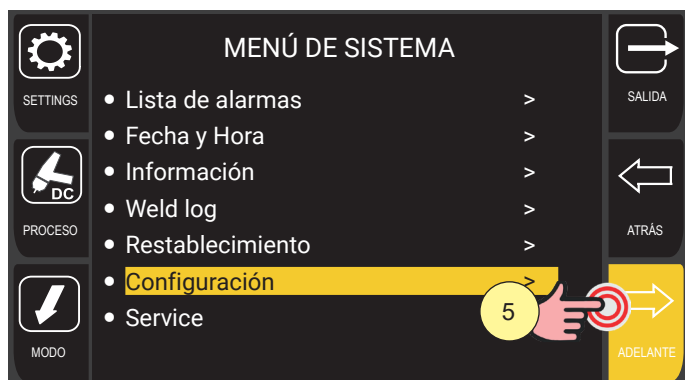 MENÚ DE SISTEMA
SETTINGS
PROCESO
DC
MODO
• Lista de alarmas >
• Fecha y Hora >
• Información >
• Weld log >
• Restablecimiento >
• Configuración >
• Service
5
SALIDA
ATRÁS
ADELANTE